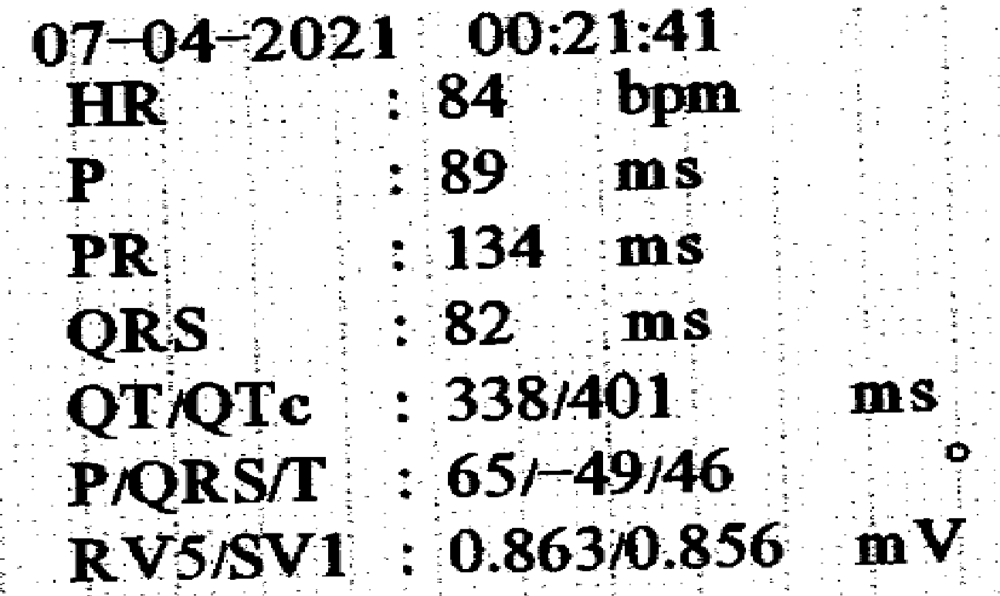 07-04-2021 00:21:41
HR : 84 bpm
P : 89 ms
PR : 134 ms
QRS : 82 ms
QT/QTc : 338/401 ms
P/QRS/T : 65/-49/46 °
RV5/SV1 : 0.863/0.856 mV